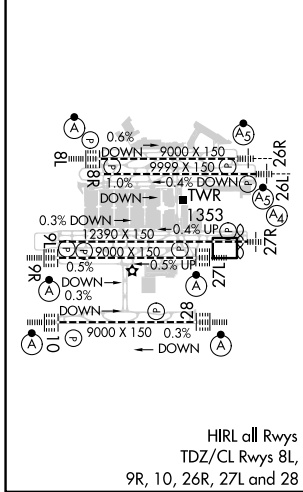 A
A5
P
0.6%
DOWN
9000 X 150
8L
P
9999 X 150
P
26R
8R
1.0%
0.4% DOWN
P
26L
DOWN
TWR
1353
A5
A4
0.3% DOWN
0.4% UP
P
12390 X 150
9L
P
P
9000 X 150
P
27R
9R
0.5%
0.5% UP
27L
A
DOWN
A
0.3%
DOWN
P
28
10
P
9000 X 150
0.3%
A
DOWN
A
HIRL all Rwys
TDZ/CL Rwys 8L,
9R, 10, 26R, 27L and 28